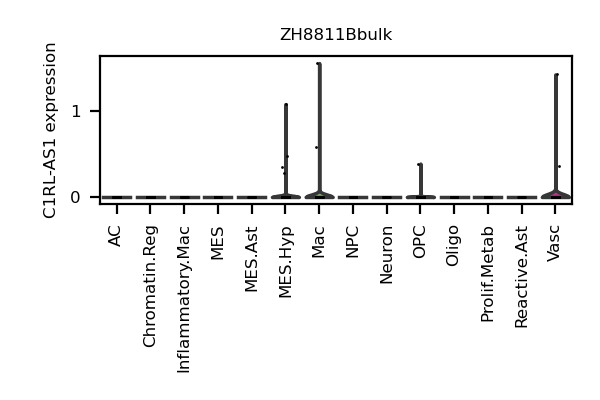 ZH8811Bbulk
C1RL-AS1 expression
1
0
AC
Chromatin.Reg
Inflammatory.Mac
MES
MES.Ast
MES.Hyp
Mac
NPC
Neuron
OPC
Oligo
Prolif.Metab
Reactive.Ast
Vasc